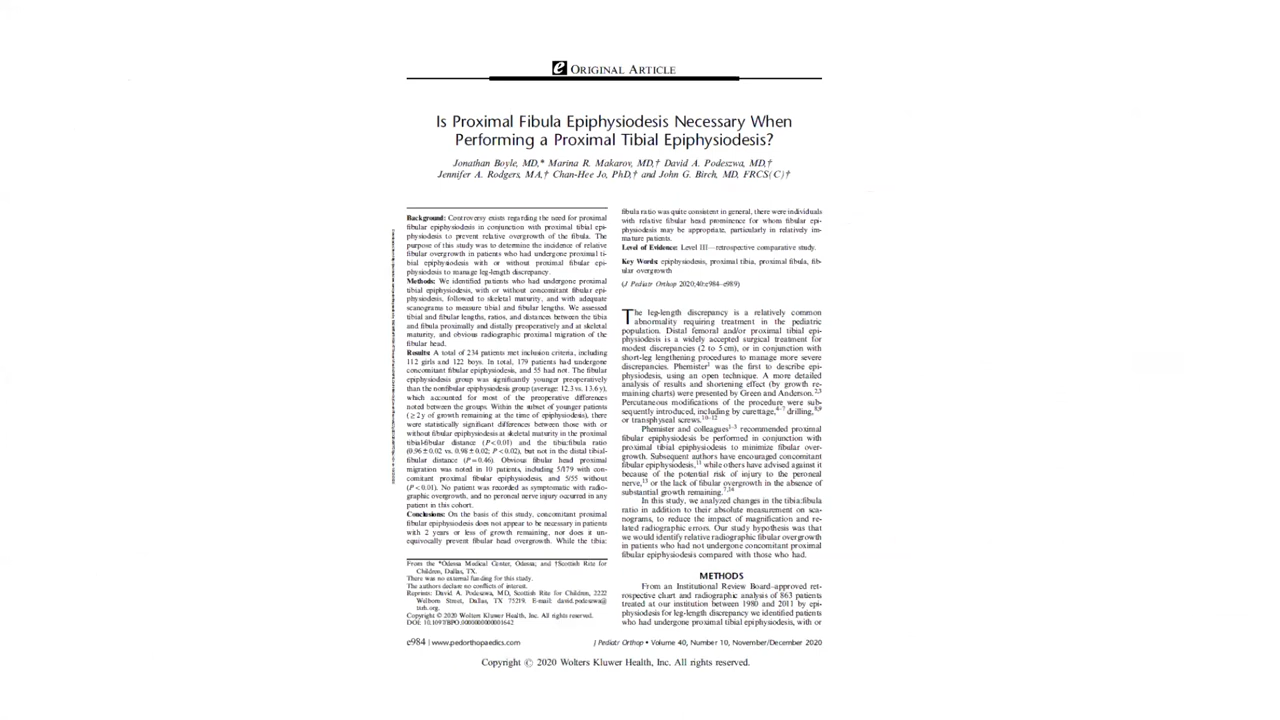 e ORIGINAL ARTICLE
Is Proximal Fibula Epiphysiodesis Necessary When
Performing a Proximal Tibial Epiphysiodesis?
Jonathan Boyle, MD,* Marina R. Makarov, MD,† David A. Podeszwa, MD,†
Jennifer A. Rodgers, MA,† Chan-Hee Jo, PhD,† and John G. Birch, MD, FRCS(C)†
Background: Controversy exists regarding the need for proximal
fibular epiphysiodesis in conjunction with proximal tibial epi-
physiodesis to prevent relative overgrowth of the fibula. The
purpose of this study was to determine the incidence of relative
fibular overgrowth in patients who had undergone proximal ti-
bial epiphysiodesis with or without proximal fibular epi-
physiodesis to manage leg-length discrepancy.
Methods: We identified patients who had undergone proximal
tibial epiphysiodesis, with or without concomitant fibular epi-
physiodesis, followed to skeletal maturity, and with adequate
scanograms to measure tibial and fibular lengths. We assessed
tibial and fibular lengths, ratios, and distances between the tibia
and fibula proximally and distally preoperatively and at skeletal
maturity, and obvious radiographic proximal migration of the
fibular head.
Results: A total of 234 patients met inclusion criteria, including
112 girls and 122 boys. In total, 179 patients had undergone
concomitant fibular epiphysiodesis, and 55 had not. The fibular
epiphysiodesis group was significantly younger preoperatively
than the nonfibular epiphysiodesis group (average: 12.3 vs. 13.6 y),
which accounted for most of the preoperative differences
noted between the groups. Within the subset of younger patients
(≥2 y of growth remaining at the time of epiphysiodesis), there
were statistically significant differences between those with or
without fibular epiphysiodesis at skeletal maturity in the proximal
tibial-fibular distance (P<0.01) and the tibia:fibula ratio
(0.96±0.02 vs. 0.98±0.02; P<0.02), but not in the distal tibial-
fibular distance (P=0.46). Obvious fibular head proximal
migration was noted in 10 patients, including 5/179 with con-
comitant proximal fibular epiphysiodesis, and 5/55 without
(P<0.01). No patient was recorded as symptomatic with radio-
graphic overgrowth, and no peroneal nerve injury occurred in any
patient in this cohort.
Conclusions: On the basis of this study, concomitant proximal
fibular epiphysiodesis does not appear to be necessary in patients
with 2 years or less of growth remaining, nor does it un-
equivocally prevent fibular head overgrowth. While the tibia:
From the *Odessa Medical Center, Odessa; and †Scottish Rite for
Children, Dallas, TX.
There was no external funding for this study.
The authors declare no conflicts of interest.
Reprints: David A. Podeszwa, MD, Scottish Rite for Children, 2222
Welborn Street, Dallas, TX 75219. E-mail: david.podeszwa@
tsrh.org.
Copyright © 2020 Wolters Kluwer Health, Inc. All rights reserved.
DOI: 10.1097/BPO.0000000000001642
fibula ratio was quite consistent in general, there were individuals
with relative fibular head prominence for whom fibular epi-
physiodesis may be appropriate, particularly in relatively im-
mature patients.
Level of Evidence: Level III—retrospective comparative study.
Key Words: epiphysiodesis, proximal tibia, proximal fibula, fib-
ular overgrowth
(J Pediatr Orthop 2020;40:e984–e989)
The leg-length discrepancy is a relatively common
abnormality requiring treatment in the pediatric
population. Distal femoral and/or proximal tibial epi-
physiodesis is a widely accepted surgical treatment for
modest discrepancies (2 to 5 cm), or in conjunction with
short-leg lengthening procedures to manage more severe
discrepancies. Phemister1 was the first to describe epi-
physiodesis, using an open technique. A more detailed
analysis of results and shortening effect (by growth re-
maining charts) were presented by Green and Anderson.2,3
Percutaneous modifications of the procedure were sub-
sequently introduced, including by curettage,4–7 drilling,8,9
or transphyseal screws.10–12
Phemister and colleagues1–3 recommended proximal
fibular epiphysiodesis be performed in conjunction with
proximal tibial epiphysiodesis to minimize fibular over-
growth. Subsequent authors have encouraged concomitant
fibular epiphysiodesis,11 while others have advised against it
because of the potential risk of injury to the peroneal
nerve,13 or the lack of fibular overgrowth in the absence of
substantial growth remaining.7,14
In this study, we analyzed changes in the tibia:fibula
ratio in addition to their absolute measurement on sca-
nograms, to reduce the impact of magnification and re-
lated radiographic errors. Our study hypothesis was that
we would identify relative radiographic fibular overgrowth
in patients who had not undergone concomitant proximal
fibular epiphysiodesis compared with those who had.
METHODS
From an Institutional Review Board–approved ret-
rospective chart and radiographic analysis of 863 patients
treated at our institution between 1980 and 2011 by epi-
physiodesis for leg-length discrepancy we identified patients
who had undergone proximal tibial epiphysiodesis, with or
e984 | www.pedorthopaedics.com
J Pediatr Orthop • Volume 40, Number 10, November/December 2020
Copyright © 2020 Wolters Kluwer Health, Inc. All rights reserved.